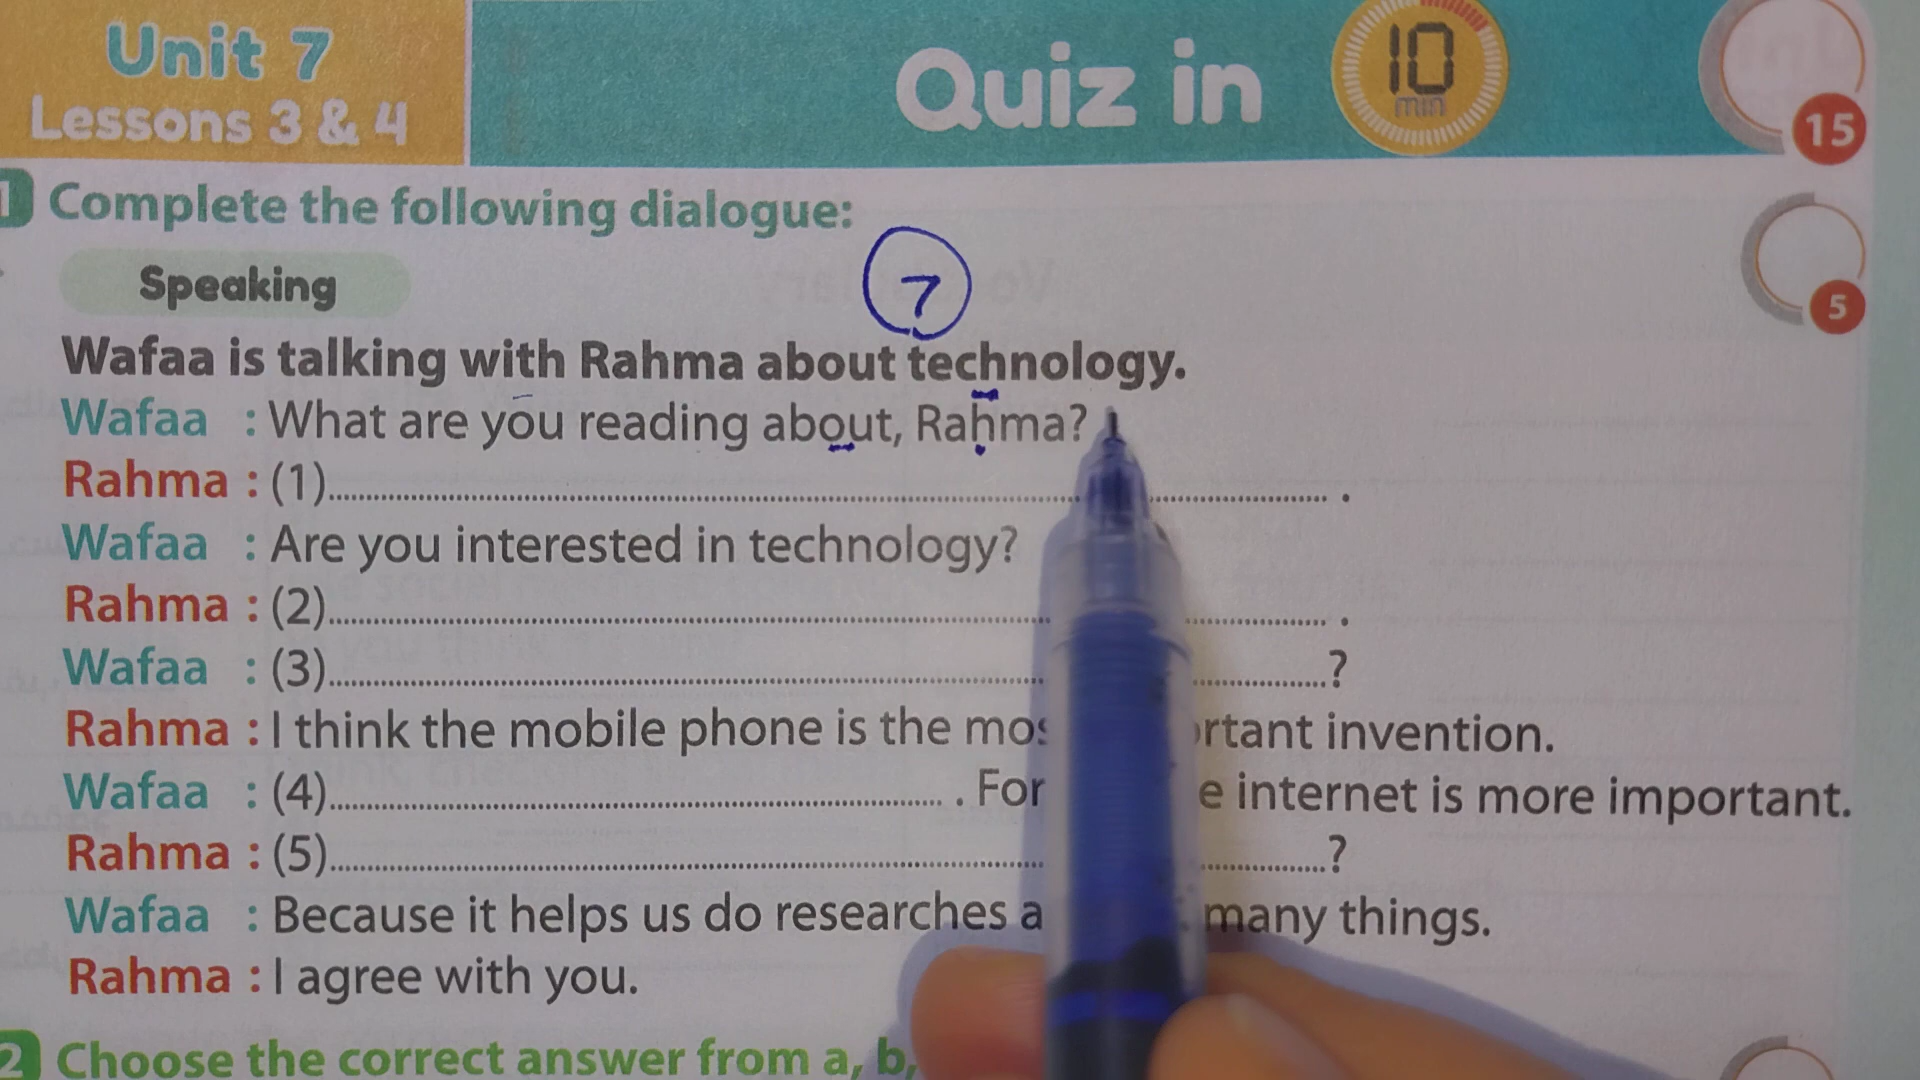 Unit 7
Lessons 3 & 4
Quiz in
10
min
15
1 Complete the following dialogue:
5
Speaking
7
Wafaa is talking with Rahma about technology.
Wafaa : What are you reading about, Rahma?
Rahma : (1)........................................ .
Wafaa : Are you interested in technology?
Rahma : (2)........................................ .
Wafaa : (3)........................................?
Rahma : I think the mobile phone is the invention.
Wafaa : (4)........................ . For internet is more important.
Rahma : (5)........................................?
Wafaa : Because it helps us do researches many things.
Rahma : I agree with you.
2 Choose the correct answer from a, b,